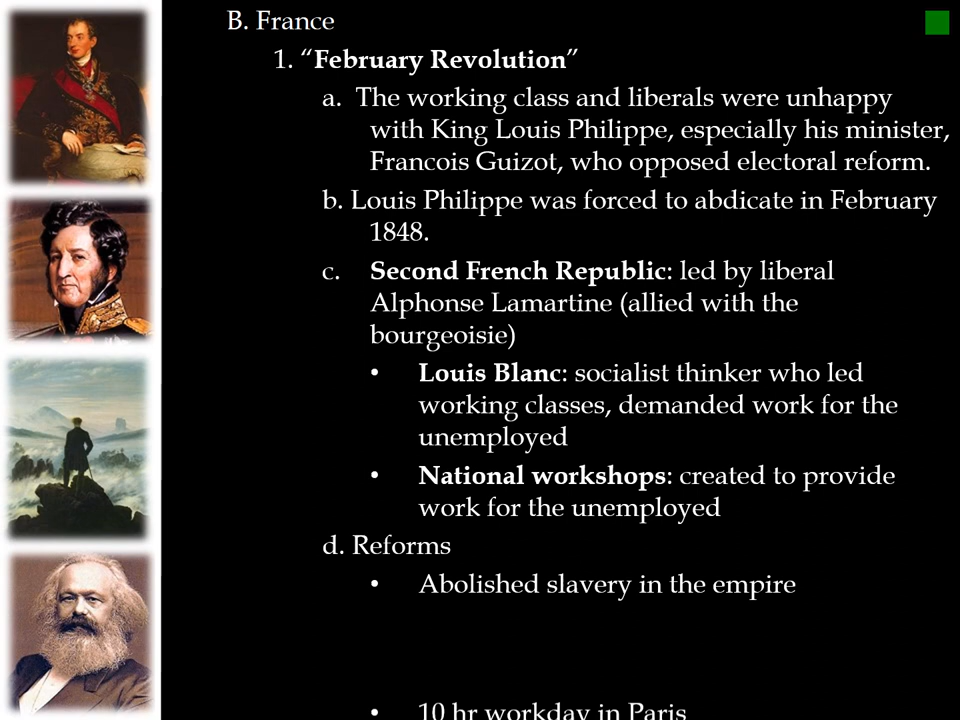 B. France
1. “February Revolution”
a. The working class and liberals were unhappy
with King Louis Philippe, especially his minister,
Francois Guizot, who opposed electoral reform.
b. Louis Philippe was forced to abdicate in February
1848.
c. Second French Republic: led by liberal
Alphonse Lamartine (allied with the
bourgeoisie)
• Louis Blanc: socialist thinker who led
working classes, demanded work for the
unemployed
• National workshops: created to provide
work for the unemployed
d. Reforms
• Abolished slavery in the empire
• 10 hr workday in Paris